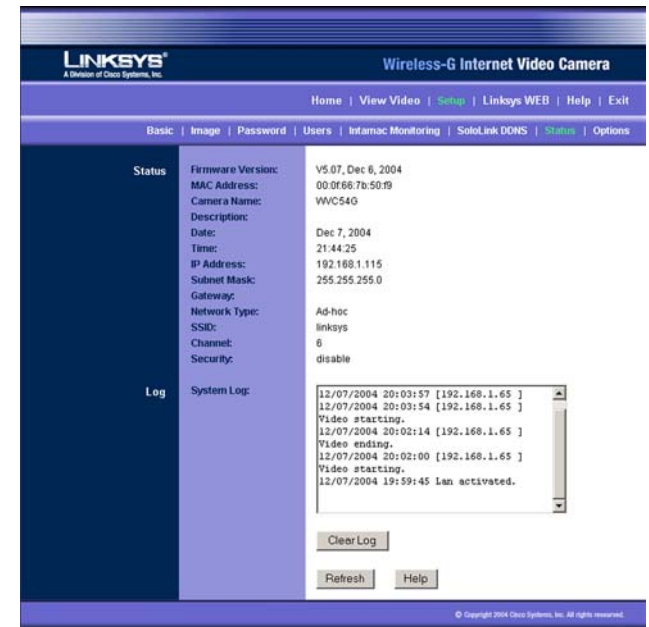 LINKSYS®
A Division of Cisco Systems, Inc.
Wireless-G Internet Video Camera
Home | View Video | Setup | Linksys WEB | Help | Exit
Basic | Image | Password | Users | Intamac Monitoring | SoloLink DDNS | Status | Options
Status
Firmware Version: V5.07, Dec 6, 2004
MAC Address: 00:0f:66:7b:50:f9
Camera Name: WVC54G
Description:
Date: Dec 7, 2004
Time: 21:44:25
IP Address: 192.168.1.115
Subnet Mask: 255.255.255.0
Gateway:
Network Type: Ad-hoc
SSID: linksys
Channel: 6
Security: disable
Log
System Log:
12/07/2004 20:03:57 [192.168.1.65 ]
12/07/2004 20:03:54 [192.168.1.65 ]
Video starting.
12/07/2004 20:02:14 [192.168.1.65 ]
Video ending.
12/07/2004 20:02:00 [192.168.1.65 ]
Video starting.
12/07/2004 19:59:45 Lan activated.
Clear Log
Refresh
Help
© Copyright 2004 Cisco Systems, Inc. All rights reserved.